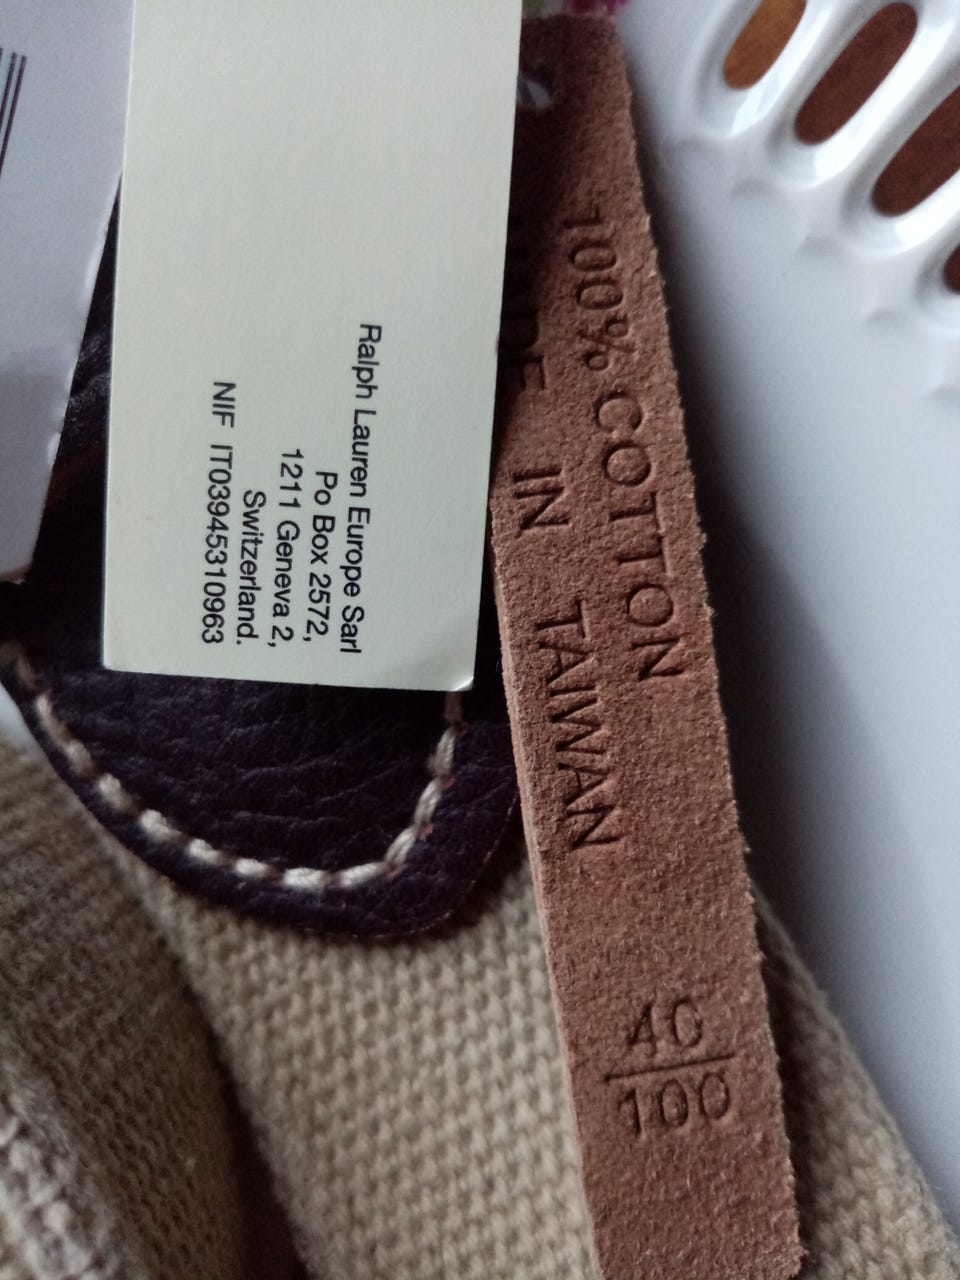 Ralph Lauren Europe Sarl
Po Box 2572,
1211 Geneva 2,
Switzerland.
NIF IT03945310963
100% COTTON
IN TAIWAN
40
100